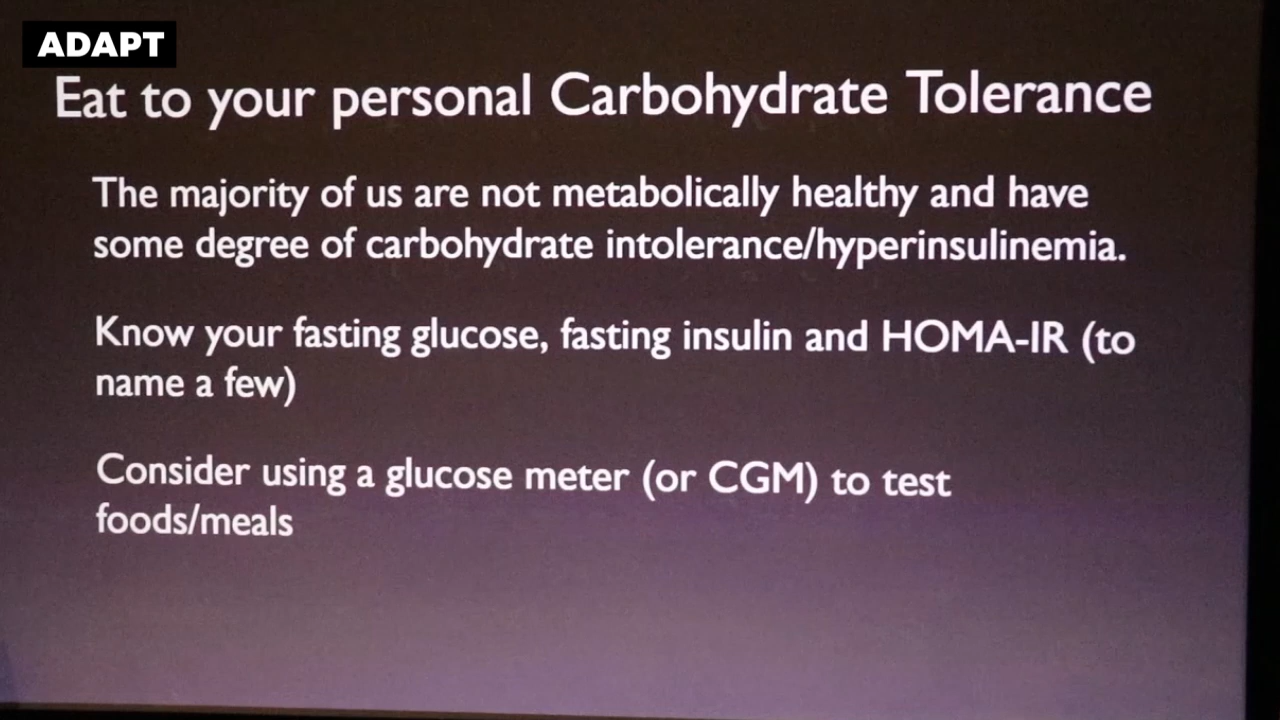 ADAPT
Eat to your personal Carbohydrate Tolerance
The majority of us are not metabolically healthy and have
some degree of carbohydrate intolerance/hyperinsulinemia.
Know your fasting glucose, fasting insulin and HOMA-IR (to
name a few)
Consider using a glucose meter (or CGM) to test
foods/meals